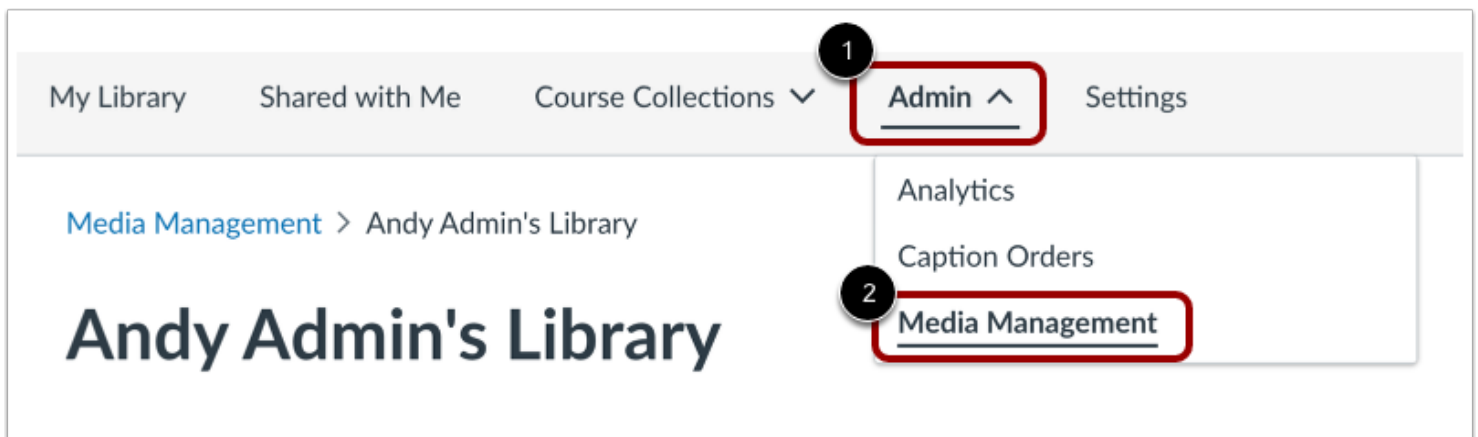 1
My Library Shared with Me Course Collections Admin Settings
Analytics
Media Management > Andy Admin's Library
Caption Orders
2
Media Management
Andy Admin's Library